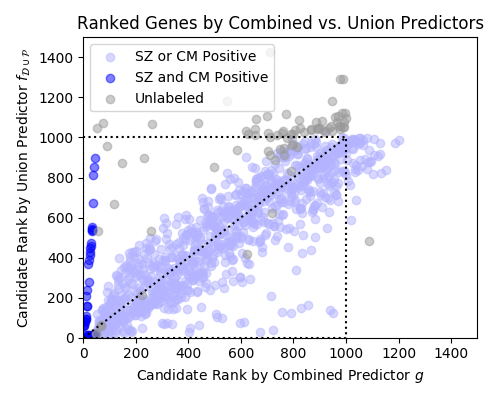 Ranked Genes by Combined vs. Union Predictors
SZ or CM Positive
SZ and CM Positive
Unlabeled
Candidate Rank by Union Predictor f_{𝒟∪𝒫}
1400
1200
1000
800
600
400
200
0
0 200 400 600 800 1000 1200 1400
Candidate Rank by Combined Predictor g